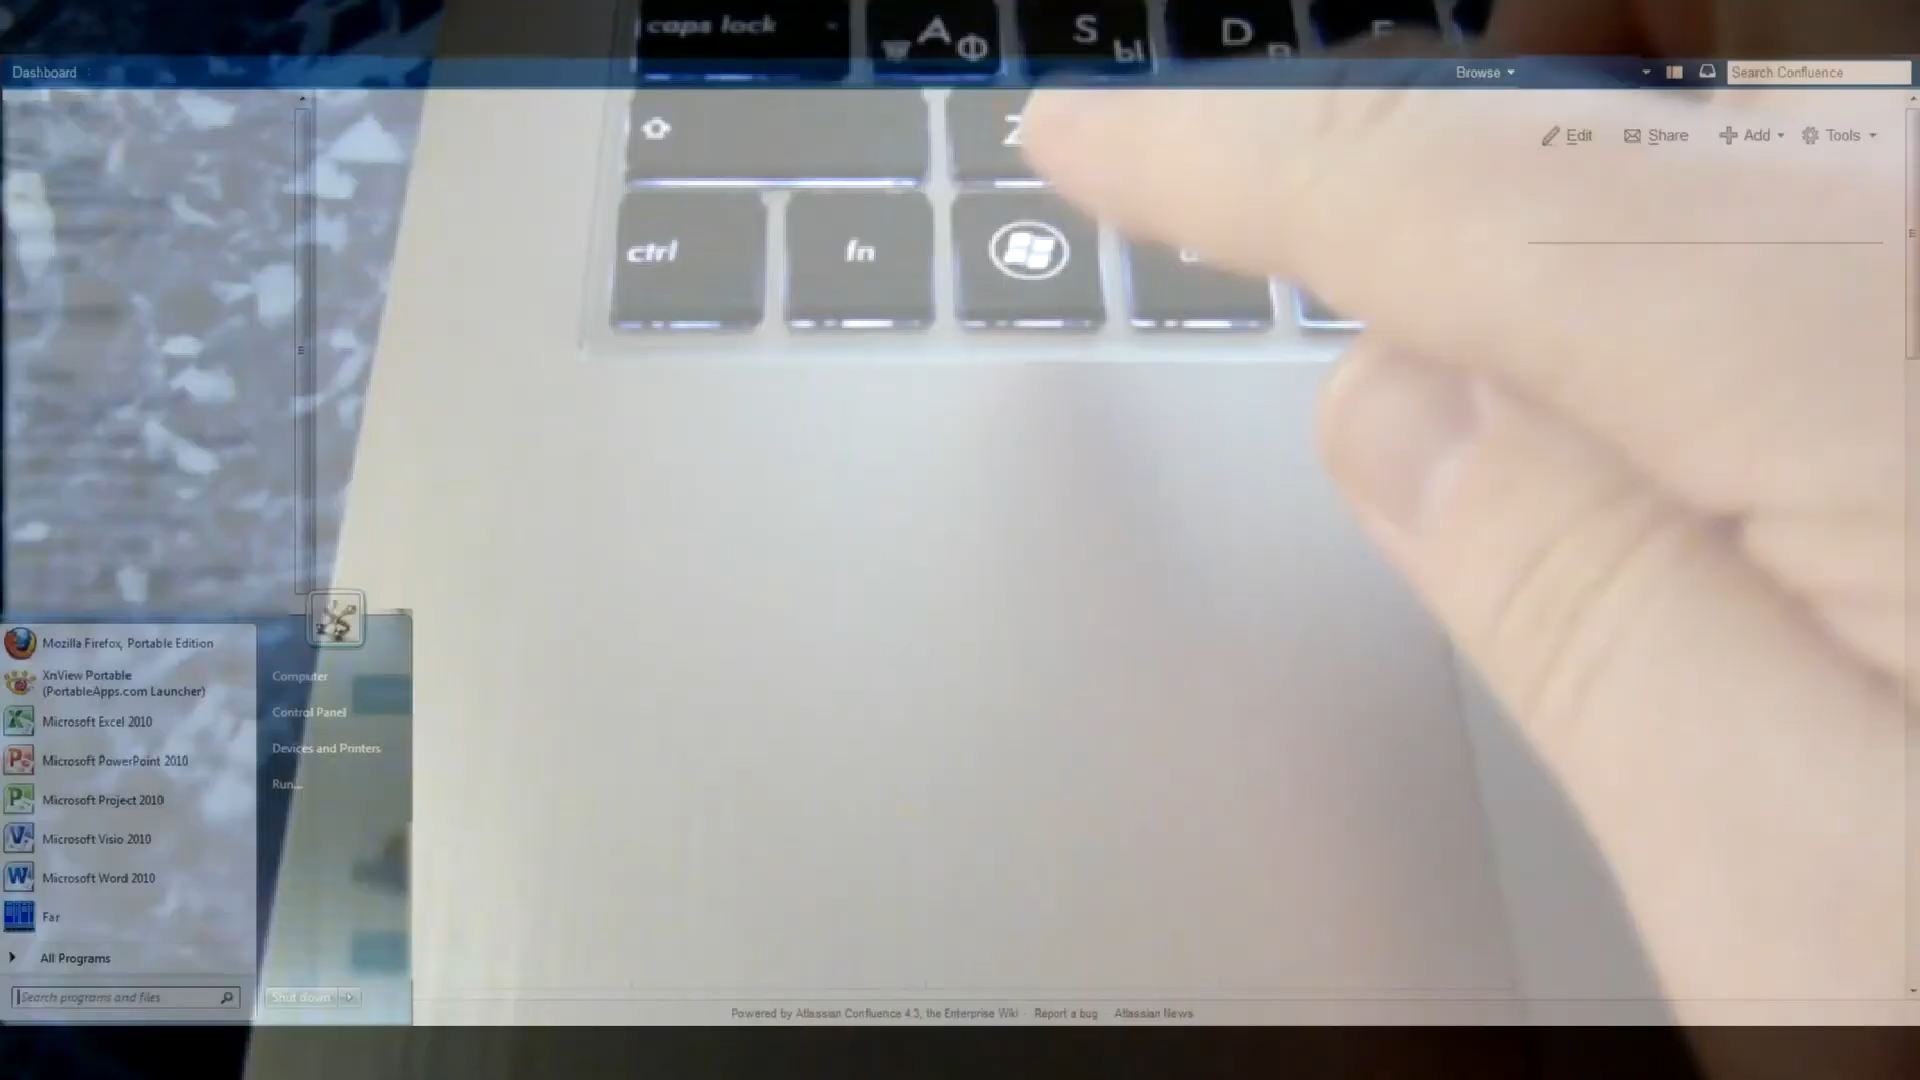 caps lock
A Ф
S Ы
D
Dashboard
Browse
Search Confluence
Z
Edit
Share
Add
Tools
ctrl
fn
Mozilla Firefox, Portable Edition
XnView Portable
(PortableApps.com Launcher)
Microsoft Excel 2010
Microsoft PowerPoint 2010
Microsoft Project 2010
Microsoft Visio 2010
Microsoft Word 2010
Far
All Programs
Search programs and files
Computer
Control Panel
Devices and Printers
Run...
Shut down
Powered by Atlassian Confluence 4.3, the Enterprise Wiki · Report a bug · Atlassian News